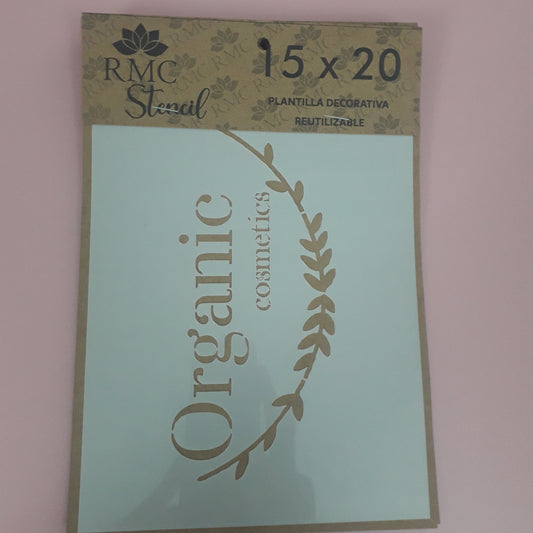 RMC
Stencil
15 x 20
PLANTILLA DECORATIVA
REUTILIZABLE
Organic
cosmetics